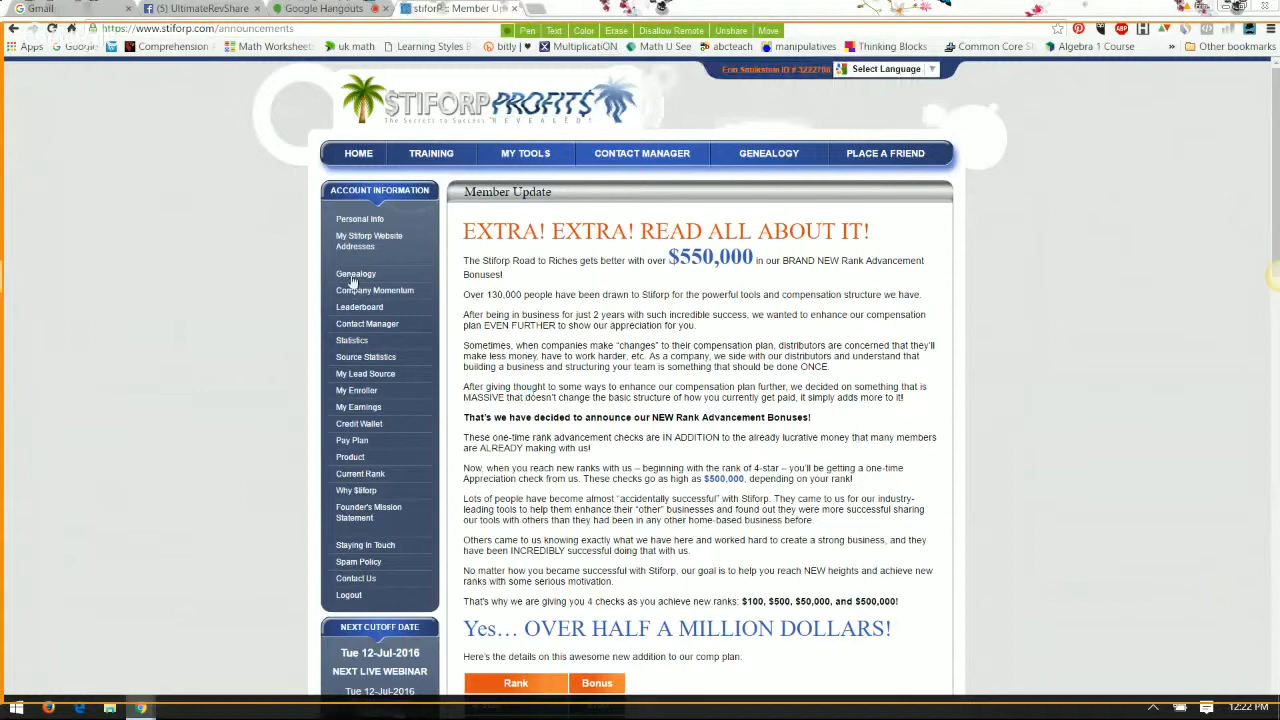 Gmail
(5) UltimateRevShare
Google Hangouts
stiforp :: Member Up
https://www.stiforp.com/announcements
Pen
Text
Color
Erase
Disallow Remote
Unshare
Move
Apps
Google
Comprehension
Math Worksheet
uk math
Learning Styles
bitly | ♥
MultiplicatiON
Math U See
abcteach
manipulatives
Thinking Blocks
Common Core St
Algebra 1 Course
»
Other bookmarks
Select Language
$TIFORP PROFIT$
The Secrets to Success REVEALED!
HOME
TRAINING
MY TOOLS
CONTACT MANAGER
GENEALOGY
PLACE A FRIEND
ACCOUNT INFORMATION
Personal Info
My Stiforp Website
Addresses
Genealogy
Company Momentum
Leaderboard
Contact Manager
Statistics
Source Statistics
My Lead Source
My Enroller
My Earnings
Credit Wallet
Pay Plan
Product
Current Rank
Why $tiforp
Founder's Mission
Statement
Staying In Touch
Spam Policy
Contact Us
Logout
NEXT CUTOFF DATE
Tue 12-Jul-2016
NEXT LIVE WEBINAR
Tue 12-Jul-2016
Member Update
EXTRA! EXTRA! READ ALL ABOUT IT!
The Stiforp Road to Riches gets better with over $550,000 in our BRAND NEW Rank Advancement
Bonuses!
Over 130,000 people have been drawn to Stiforp for the powerful tools and compensation structure we have.
After being in business for just 2 years with such incredible success, we wanted to enhance our compensation
plan EVEN FURTHER to show our appreciation for you.
Sometimes, when companies make “changes” to their compensation plan, distributors are concerned that they’ll
make less money, have to work harder, etc. As a company, we side with our distributors and understand that
building a business and structuring your team is something that should be done ONCE.
After giving thought to some ways to enhance our compensation plan further, we decided on something that is
MASSIVE that doesn’t change the basic structure of how you currently get paid, it simply adds more to it!
That’s we have decided to announce our NEW Rank Advancement Bonuses!
These one-time rank advancement checks are IN ADDITION to the already lucrative money that many members
are ALREADY making with us!
Now, when you reach new ranks with us – beginning with the rank of 4-star – you’ll be getting a one-time
Appreciation check from us. These checks go as high as $500,000, depending on your rank!
Lots of people have become almost “accidentally successful” with Stiforp. They came to us for our industry-
leading tools to help them enhance their “other” businesses and found out they were more successful sharing
our tools with others than they had been in any other home-based business before.
Others came to us knowing exactly what we have here and worked hard to create a strong business, and they
have been INCREDIBLY successful doing that with us.
No matter how you became successful with Stiforp, our goal is to help you reach NEW heights and achieve new
ranks with some serious motivation.
That’s why we are giving you 4 checks as you achieve new ranks: $100, $500, $50,000, and $500,000!
Yes… OVER HALF A MILLION DOLLARS!
Here’s the details on this awesome new addition to our comp plan:
Rank
Bonus
12:22 PM